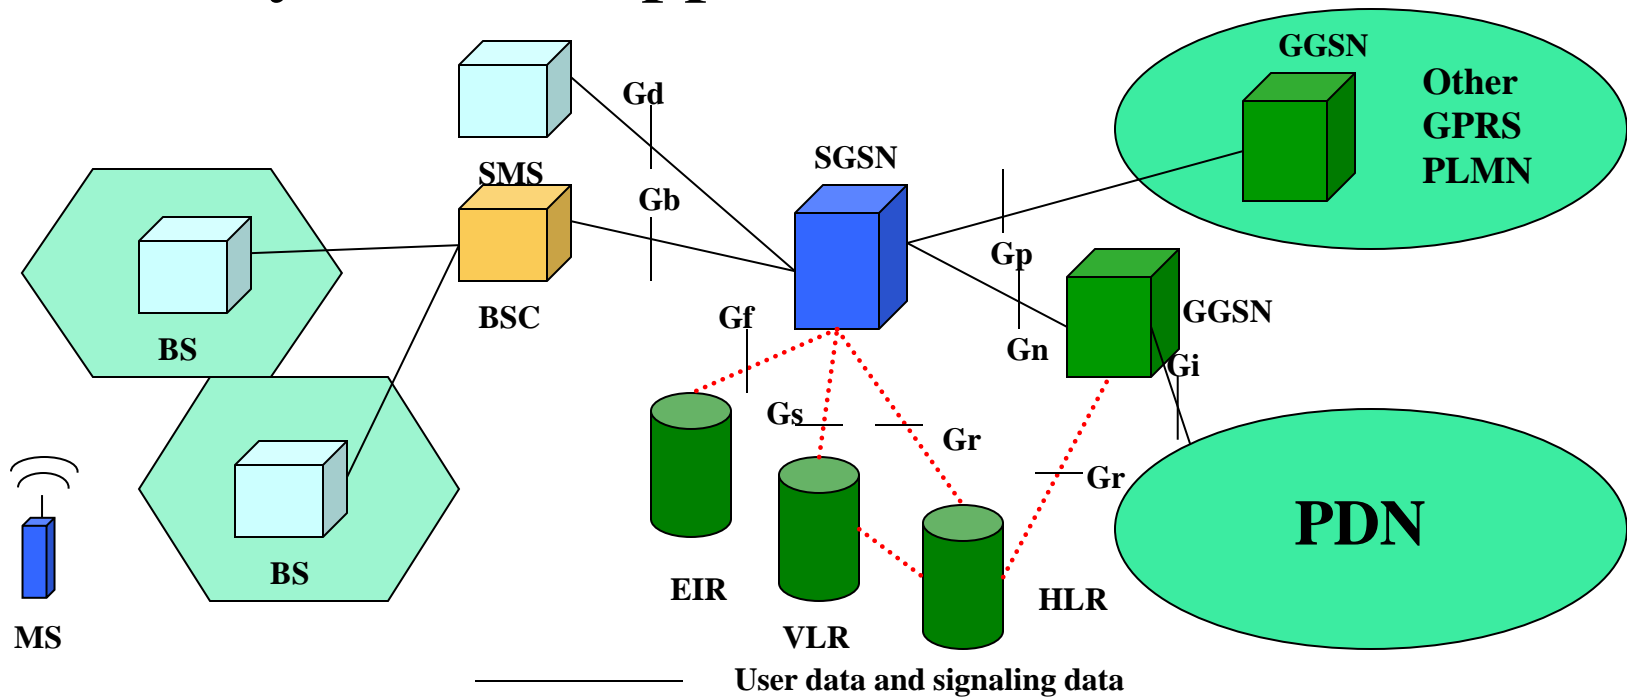 GGSN
Other
GPRS
PLMN
Gd
SGSN
SMS
Gb
Gp
BSC
GGSN
Gf
BS
Gn
Gi
Gs
Gr
Gr
PDN
BS
EIR
HLR
MS
VLR
User data and signaling data